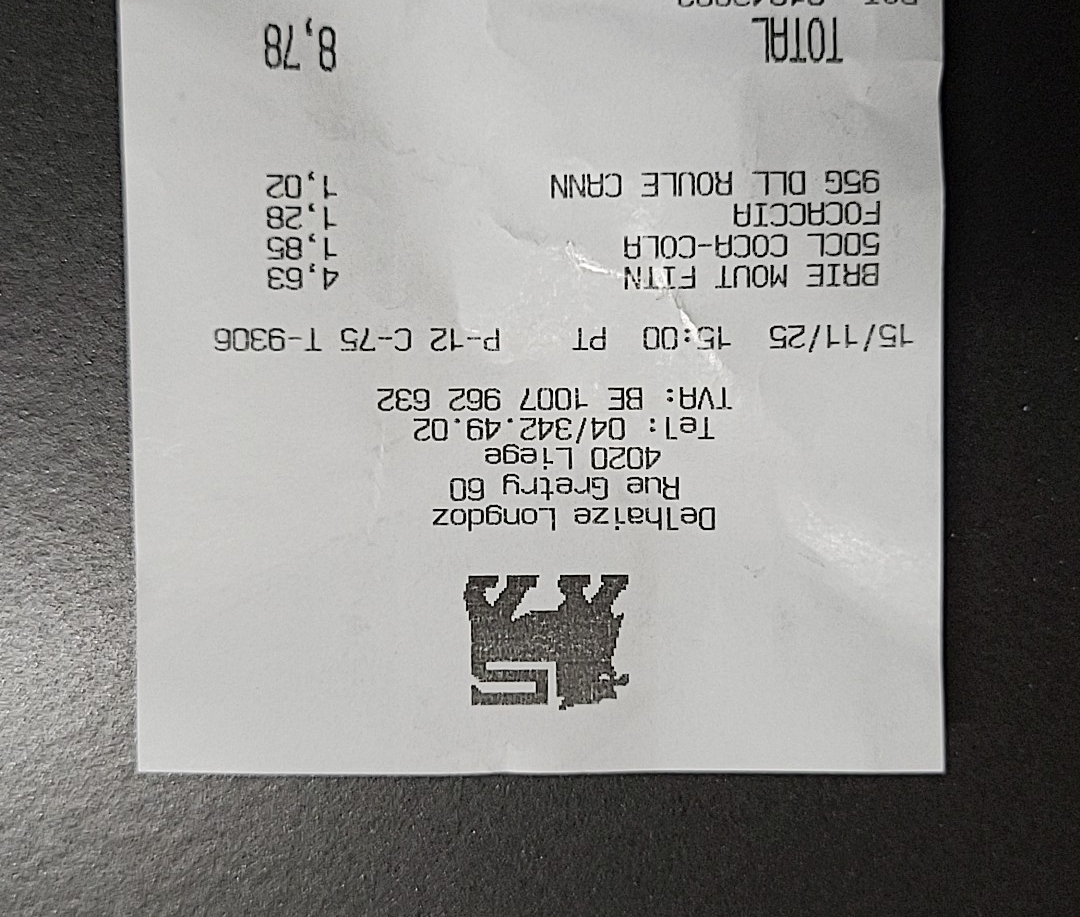 Delhaize Longdoz
Rue Gretry 60
4020 Liege
Tel: 04/342.49.02
TVA: BE 1007 962 632
15/11/25 15:00 PT P-12 C-75 T-9306
BRIE MOUT FITN 4,63
50CL COCA-COLA 1,85
FOCACCIA 1,28
95G DLL ROULE CANN 1,02
TOTAL 8,78